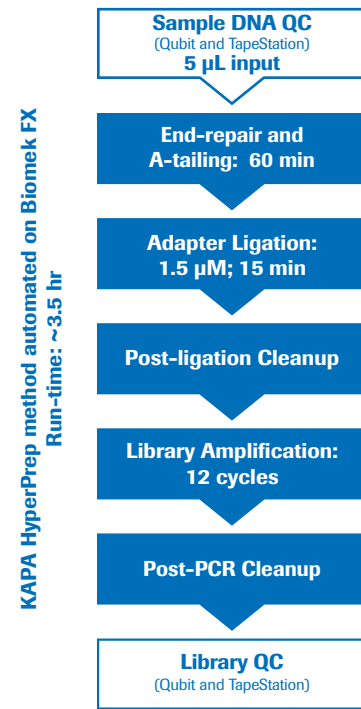 Sample DNA QC
(Qubit and TapeStation)
5 µL input
KAPA HyperPrep method automated on Biomek FX
Run-time: ~3.5 hr
End-repair and
A-tailing: 60 min
Adapter Ligation:
1.5 µM; 15 min
Post-ligation Cleanup
Library Amplification:
12 cycles
Post-PCR Cleanup
Library QC
(Qubit and TapeStation)